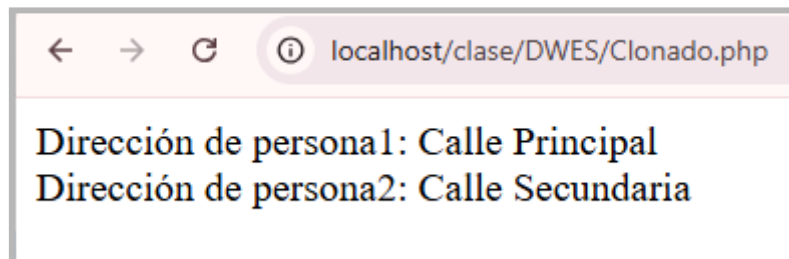 localhost/clase/DWES/Clonado.php
Dirección de persona1: Calle Principal
Dirección de persona2: Calle Secundaria